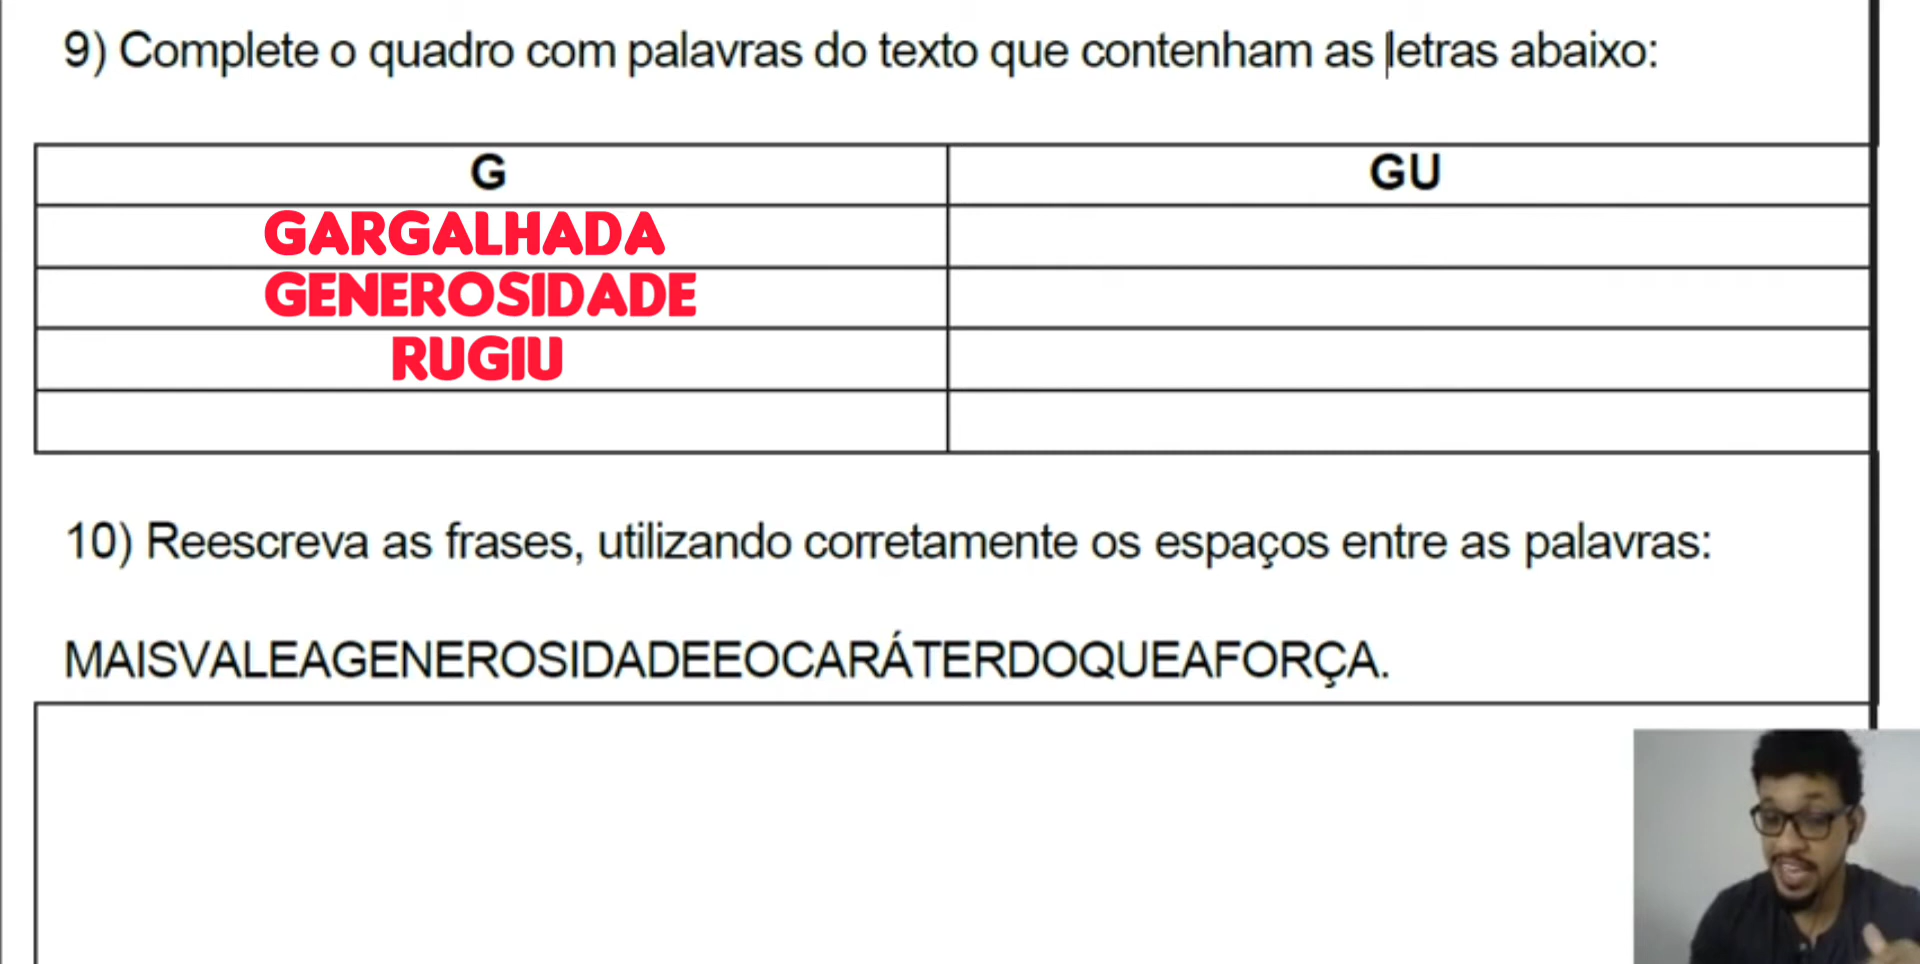 9) Complete o quadro com palavras do texto que contenham as letras abaixo:
G GU
GARGALHADA
GENEROSIDADE
RUGIU
10) Reescreva as frases, utilizando corretamente os espaços entre as palavras:
MAISVALEAGENEROSIDADEEOCARÁTERDOQUEAFORÇA.